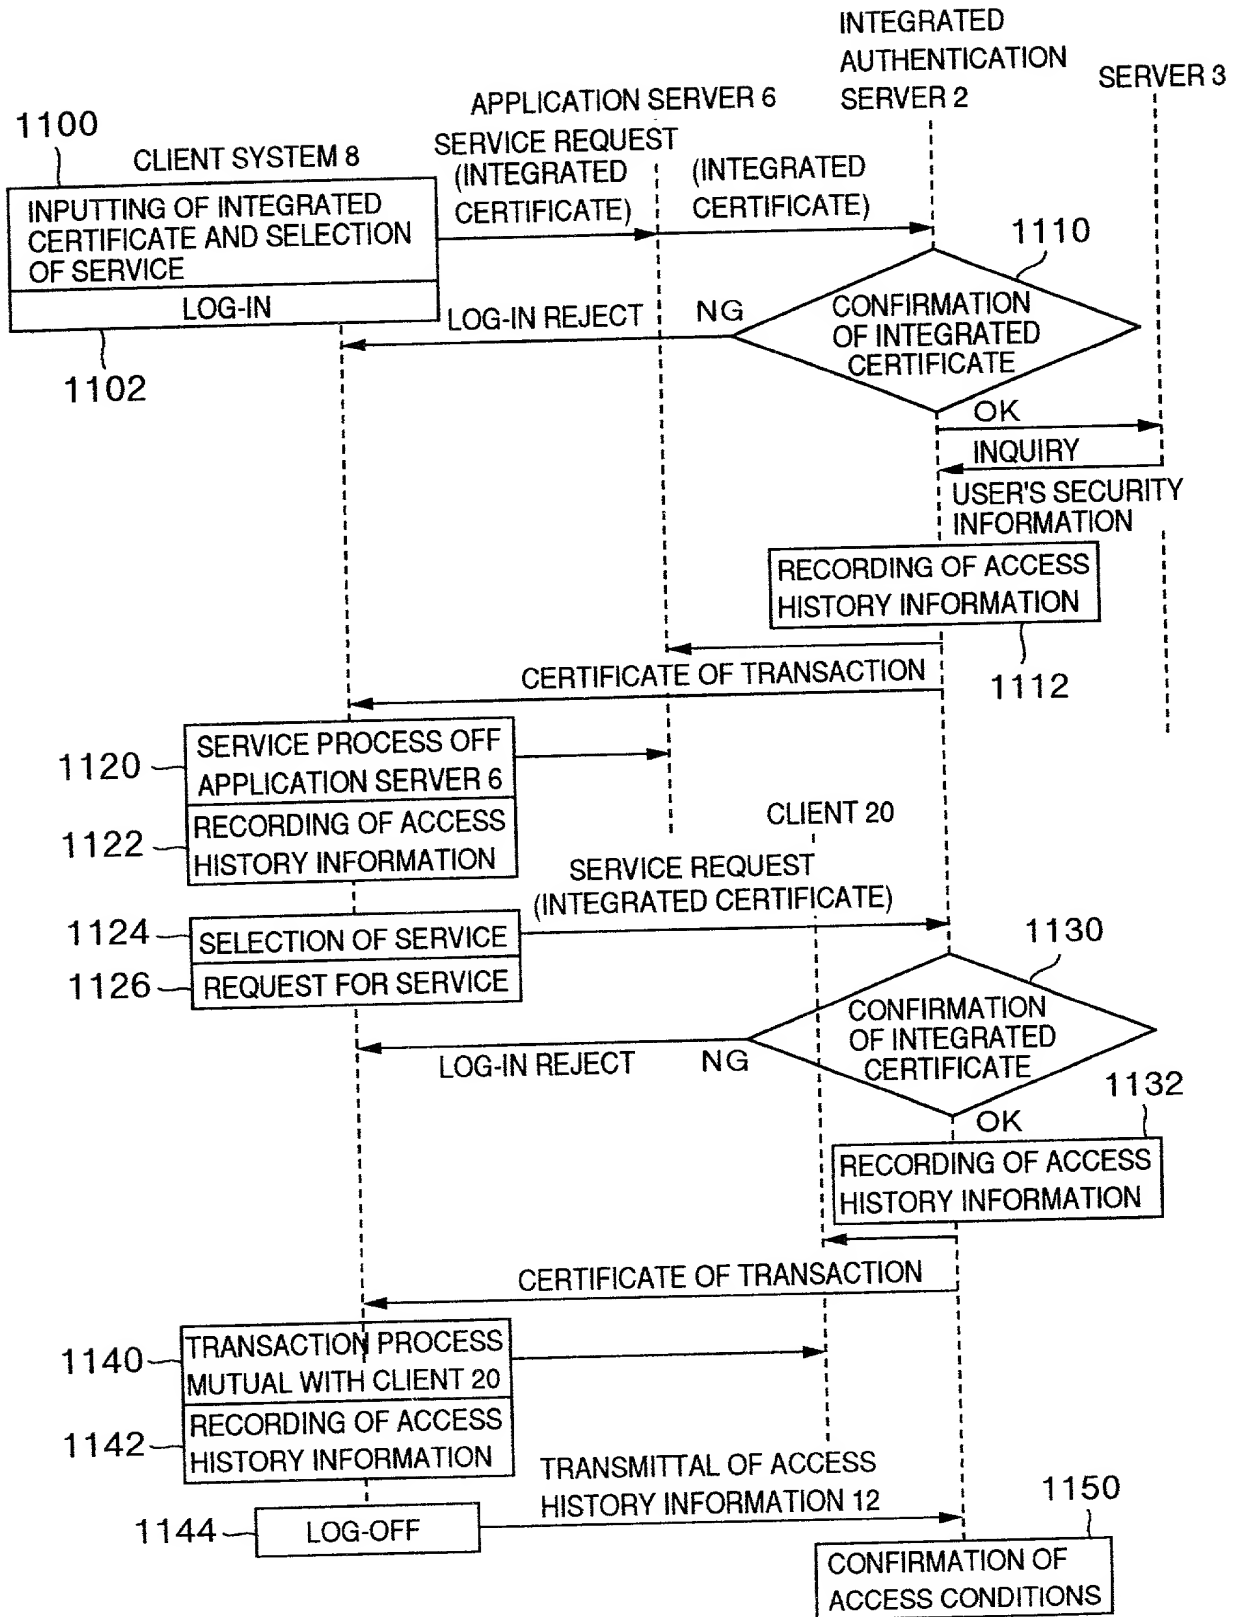 INTEGRATED
AUTHENTICATION
SERVER 2
SERVER 3
APPLICATION SERVER 6
1100
CLIENT SYSTEM 8
SERVICE REQUEST
(INTEGRATED
CERTIFICATE)
(INTEGRATED
CERTIFICATE)
INPUTTING OF INTEGRATED
CERTIFICATE AND SELECTION
OF SERVICE
LOG-IN
1102
1110
LOG-IN REJECT
NG
CONFIRMATION
OF INTEGRATED
CERTIFICATE
OK
INQUIRY
USER'S SECURITY
INFORMATION
RECORDING OF ACCESS
HISTORY INFORMATION
1112
CERTIFICATE OF TRANSACTION
1120
SERVICE PROCESS OFF
APPLICATION SERVER 6
1122
RECORDING OF ACCESS
HISTORY INFORMATION
CLIENT 20
SERVICE REQUEST
(INTEGRATED CERTIFICATE)
1124
SELECTION OF SERVICE
1126
REQUEST FOR SERVICE
1130
CONFIRMATION
OF INTEGRATED
CERTIFICATE
LOG-IN REJECT
NG
OK
1132
RECORDING OF ACCESS
HISTORY INFORMATION
CERTIFICATE OF TRANSACTION
1140
TRANSACTION PROCESS
MUTUAL WITH CLIENT 20
1142
RECORDING OF ACCESS
HISTORY INFORMATION
TRANSMITTAL OF ACCESS
HISTORY INFORMATION 12
1144
LOG-OFF
1150
CONFIRMATION OF
ACCESS CONDITIONS